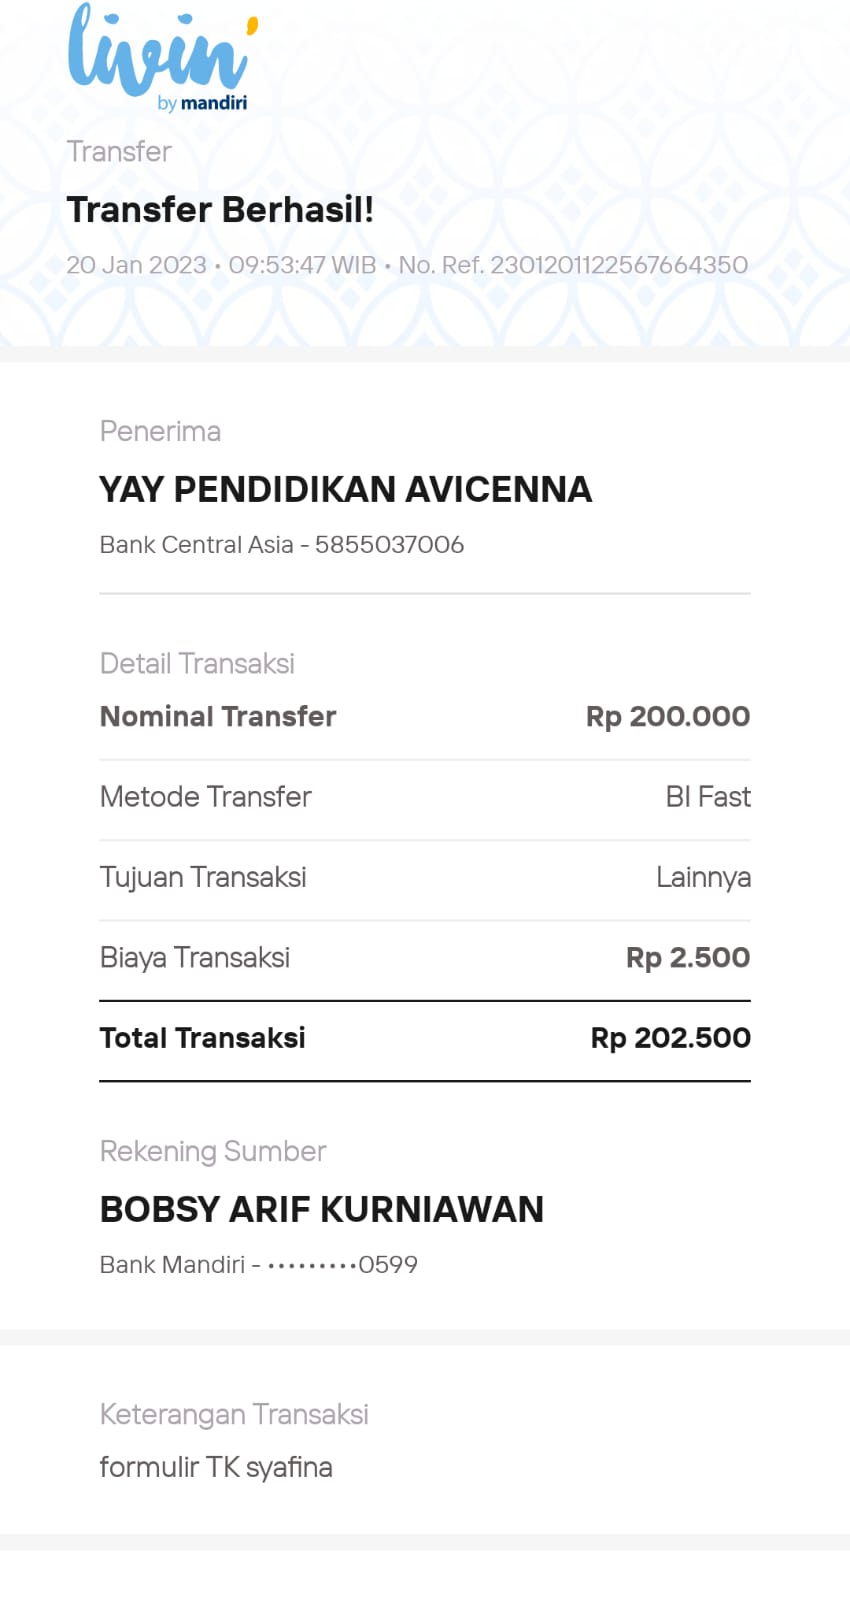 livin'
by mandiri
Transfer
Transfer Berhasil!
20 Jan 2023 • 09:53:47 WIB • No. Ref. 2301201122567664350
Penerima
YAY PENDIDIKAN AVICENNA
Bank Central Asia - 5855037006
Detail Transaksi
Nominal Transfer Rp 200.000
Metode Transfer BI Fast
Tujuan Transaksi Lainnya
Biaya Transaksi Rp 2.500
Total Transaksi Rp 202.500
Rekening Sumber
BOBSY ARIF KURNIAWAN
Bank Mandiri - •••••••••0599
Keterangan Transaksi
formulir TK syafina